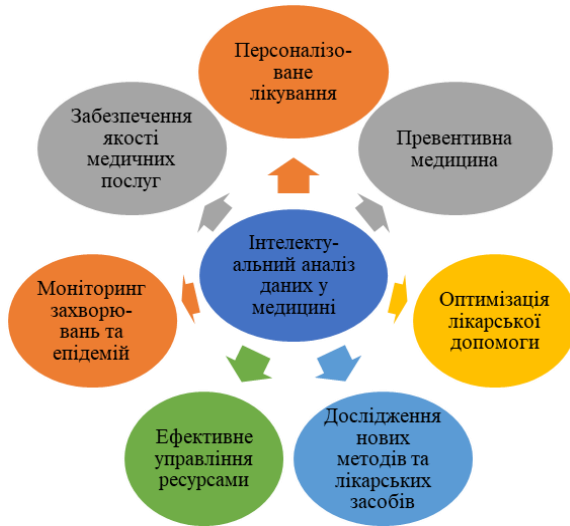 Персоналізо-
ване
лікування
Забезпечення
якості
медичних
послуг
Превентивна
медицина
Інтелекту-
альний аналіз
даних у
медицині
Моніторинг
захворю-
вань та
епідемій
Оптимізація
лікарської
допомоги
Ефективне
управління
ресурсами
Дослідження
нових
методів та
лікарських
засобів